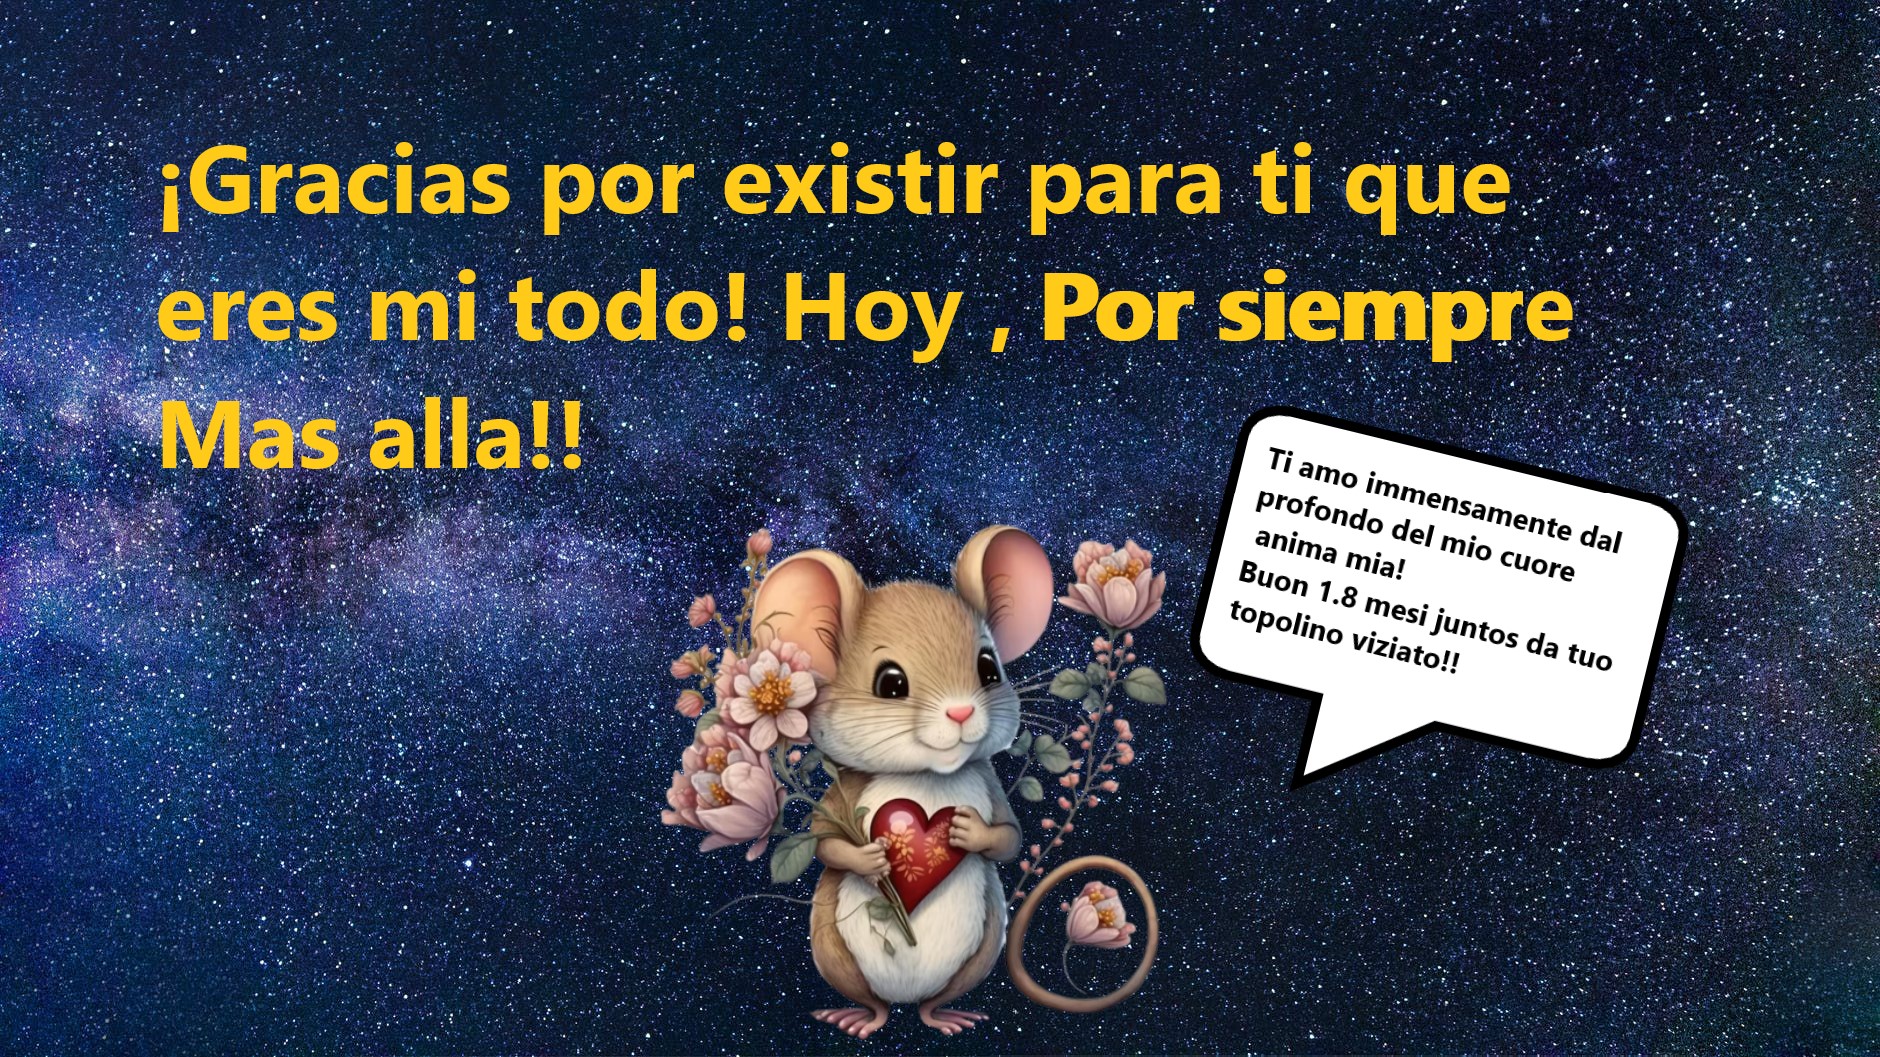 ¡Gracias por existir para ti que
eres mi todo! Hoy , Por siempre
Mas alla!!
Ti amo immensamente dal
profondo del mio cuore
anima mia!
Buon 1.8 mesi juntos da tuo
topolino viziato!!